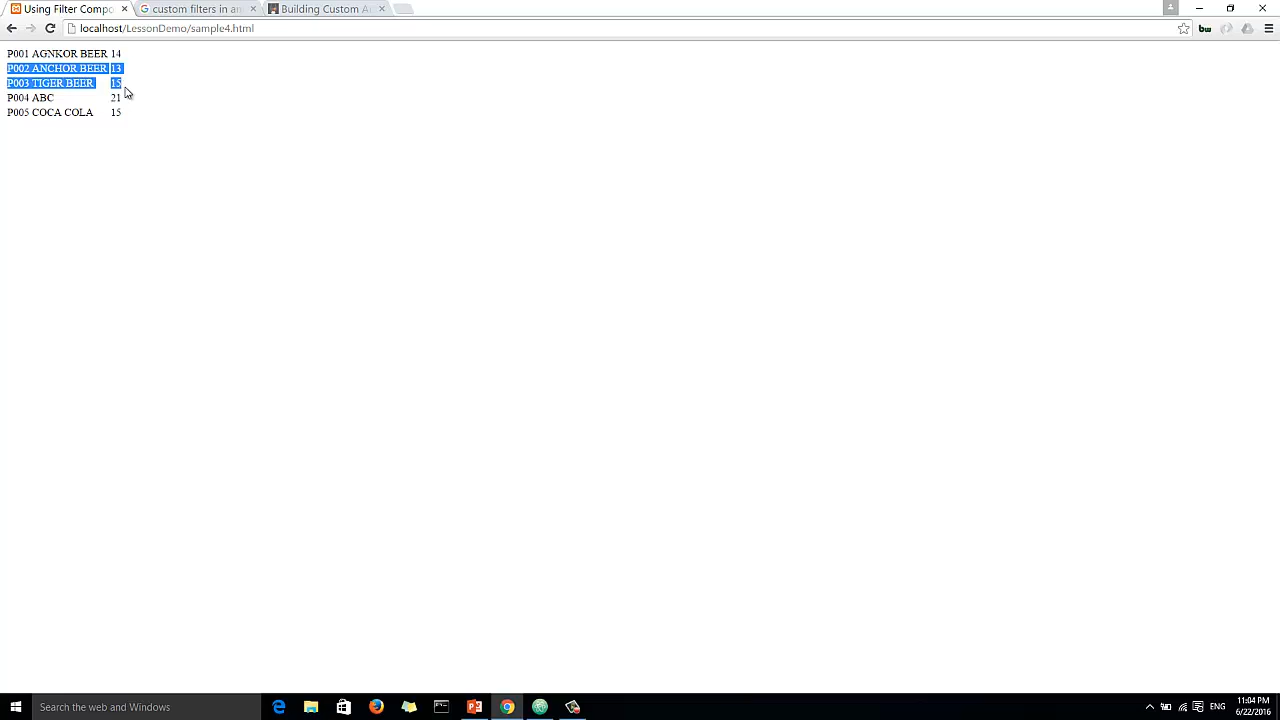 Using Filter Compo
custom filters in an
Building Custom A
localhost/LessonDemo/sample4.html
bw
P001 AGNKOR BEER 14
P002 ANCHOR BEER 13
P003 TIGER BEER 15
P004 ABC 21
P005 COCA COLA 15
Search the web and Windows
ENG
11:04 PM
6/22/2016